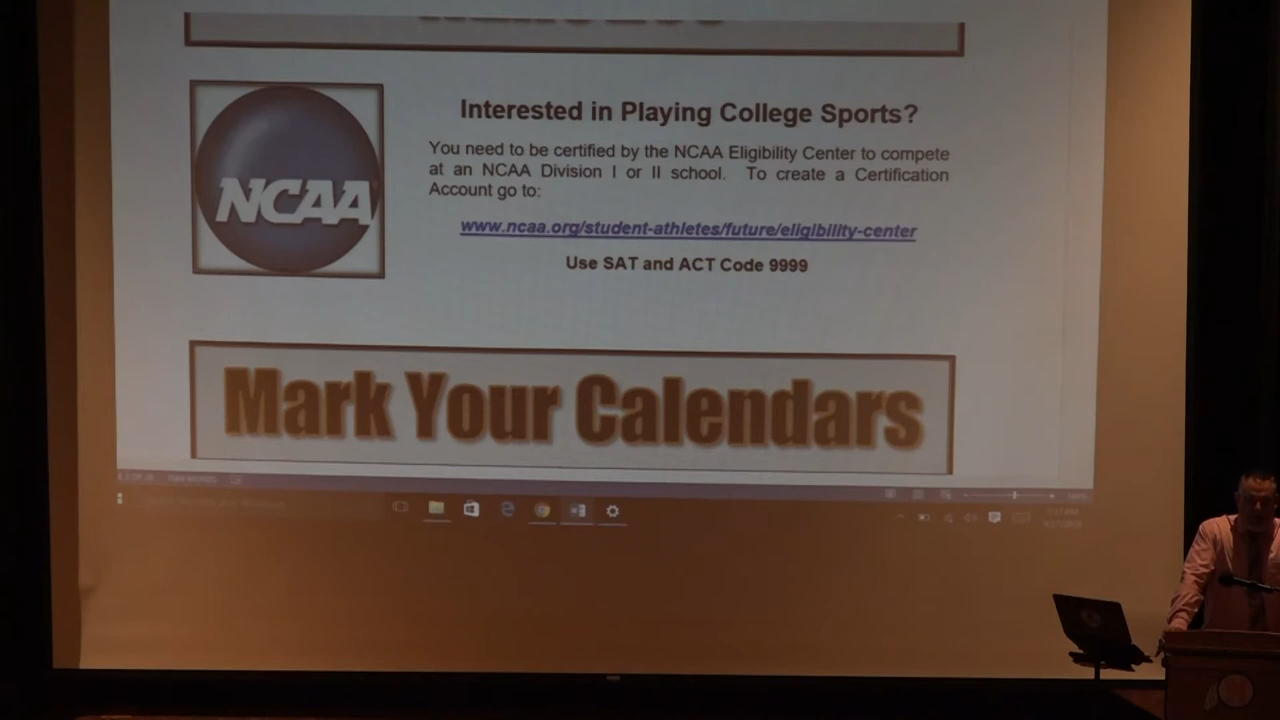 Interested in Playing College Sports?
You need to be certified by the NCAA Eligibility Center to compete
at an NCAA Division I or II school. To create a Certification
Account go to:
www.ncaa.org/student-athletes/future/eligibility-center
Use SAT and ACT Code 9999
NCAA
Mark Your Calendars